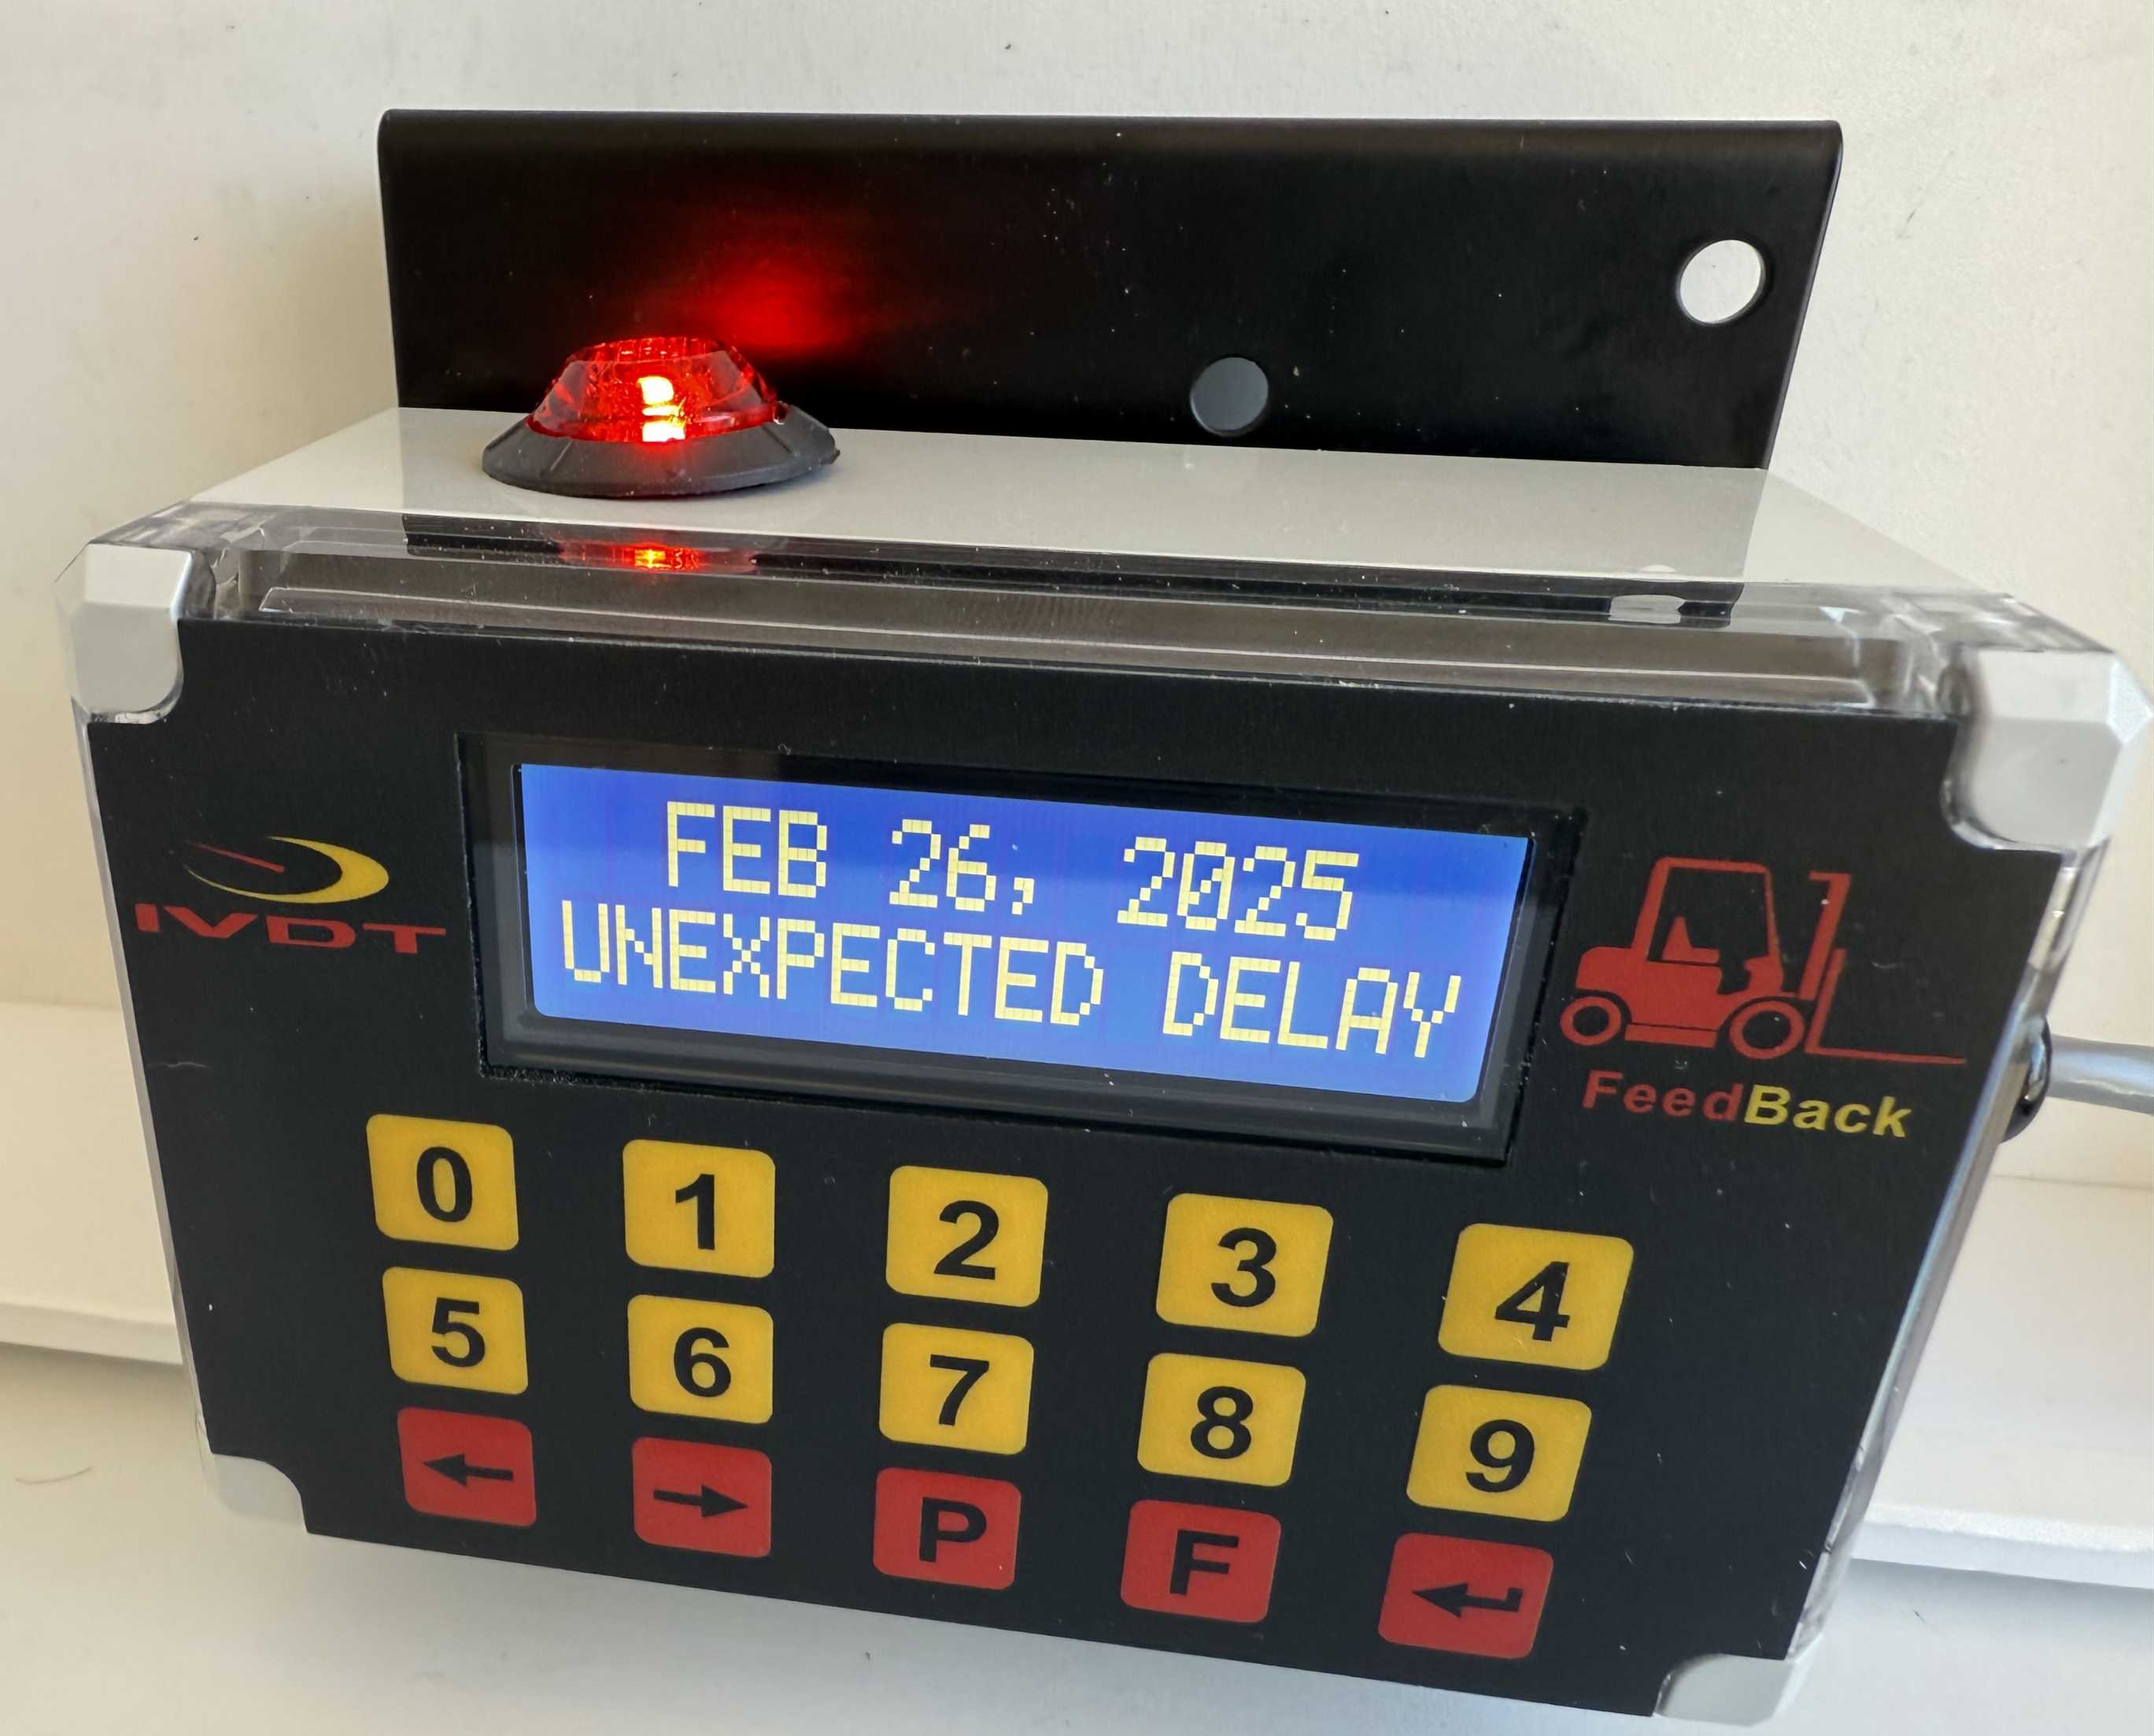 FEB 26, 2025
UNEXPECTED DELAY
IVDT
FeedBack
0 1 2 3 4
5 6 7 8 9
← → P F ↵